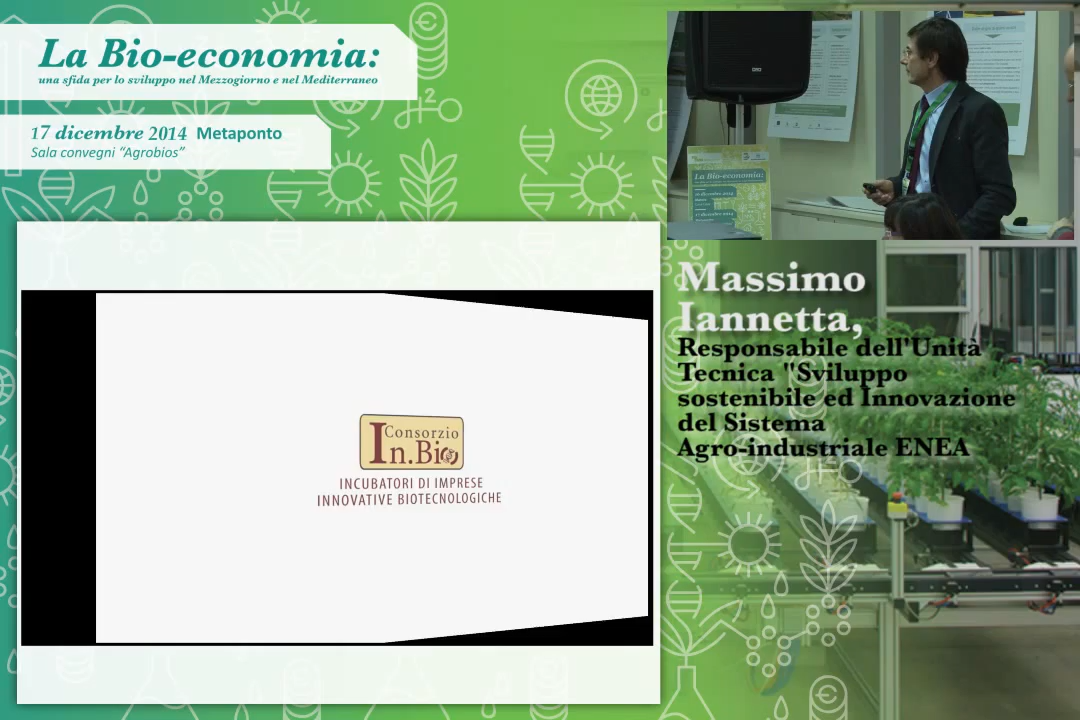 La Bio-economia:
una sfida per lo sviluppo nel Mezzogiorno e nel Mediterraneo
17 dicembre 2014 Metaponto
Sala convegni “Agrobios”
La Bio-economia:
Massimo
Iannetta,
Responsabile dell'Unità
Tecnica "Sviluppo
sostenibile ed Innovazione
del Sistema
Agro-industriale ENEA
Consorzio
In.Bio
INCUBATORI DI IMPRESE
INNOVATIVE BIOTECNOLOGICHE